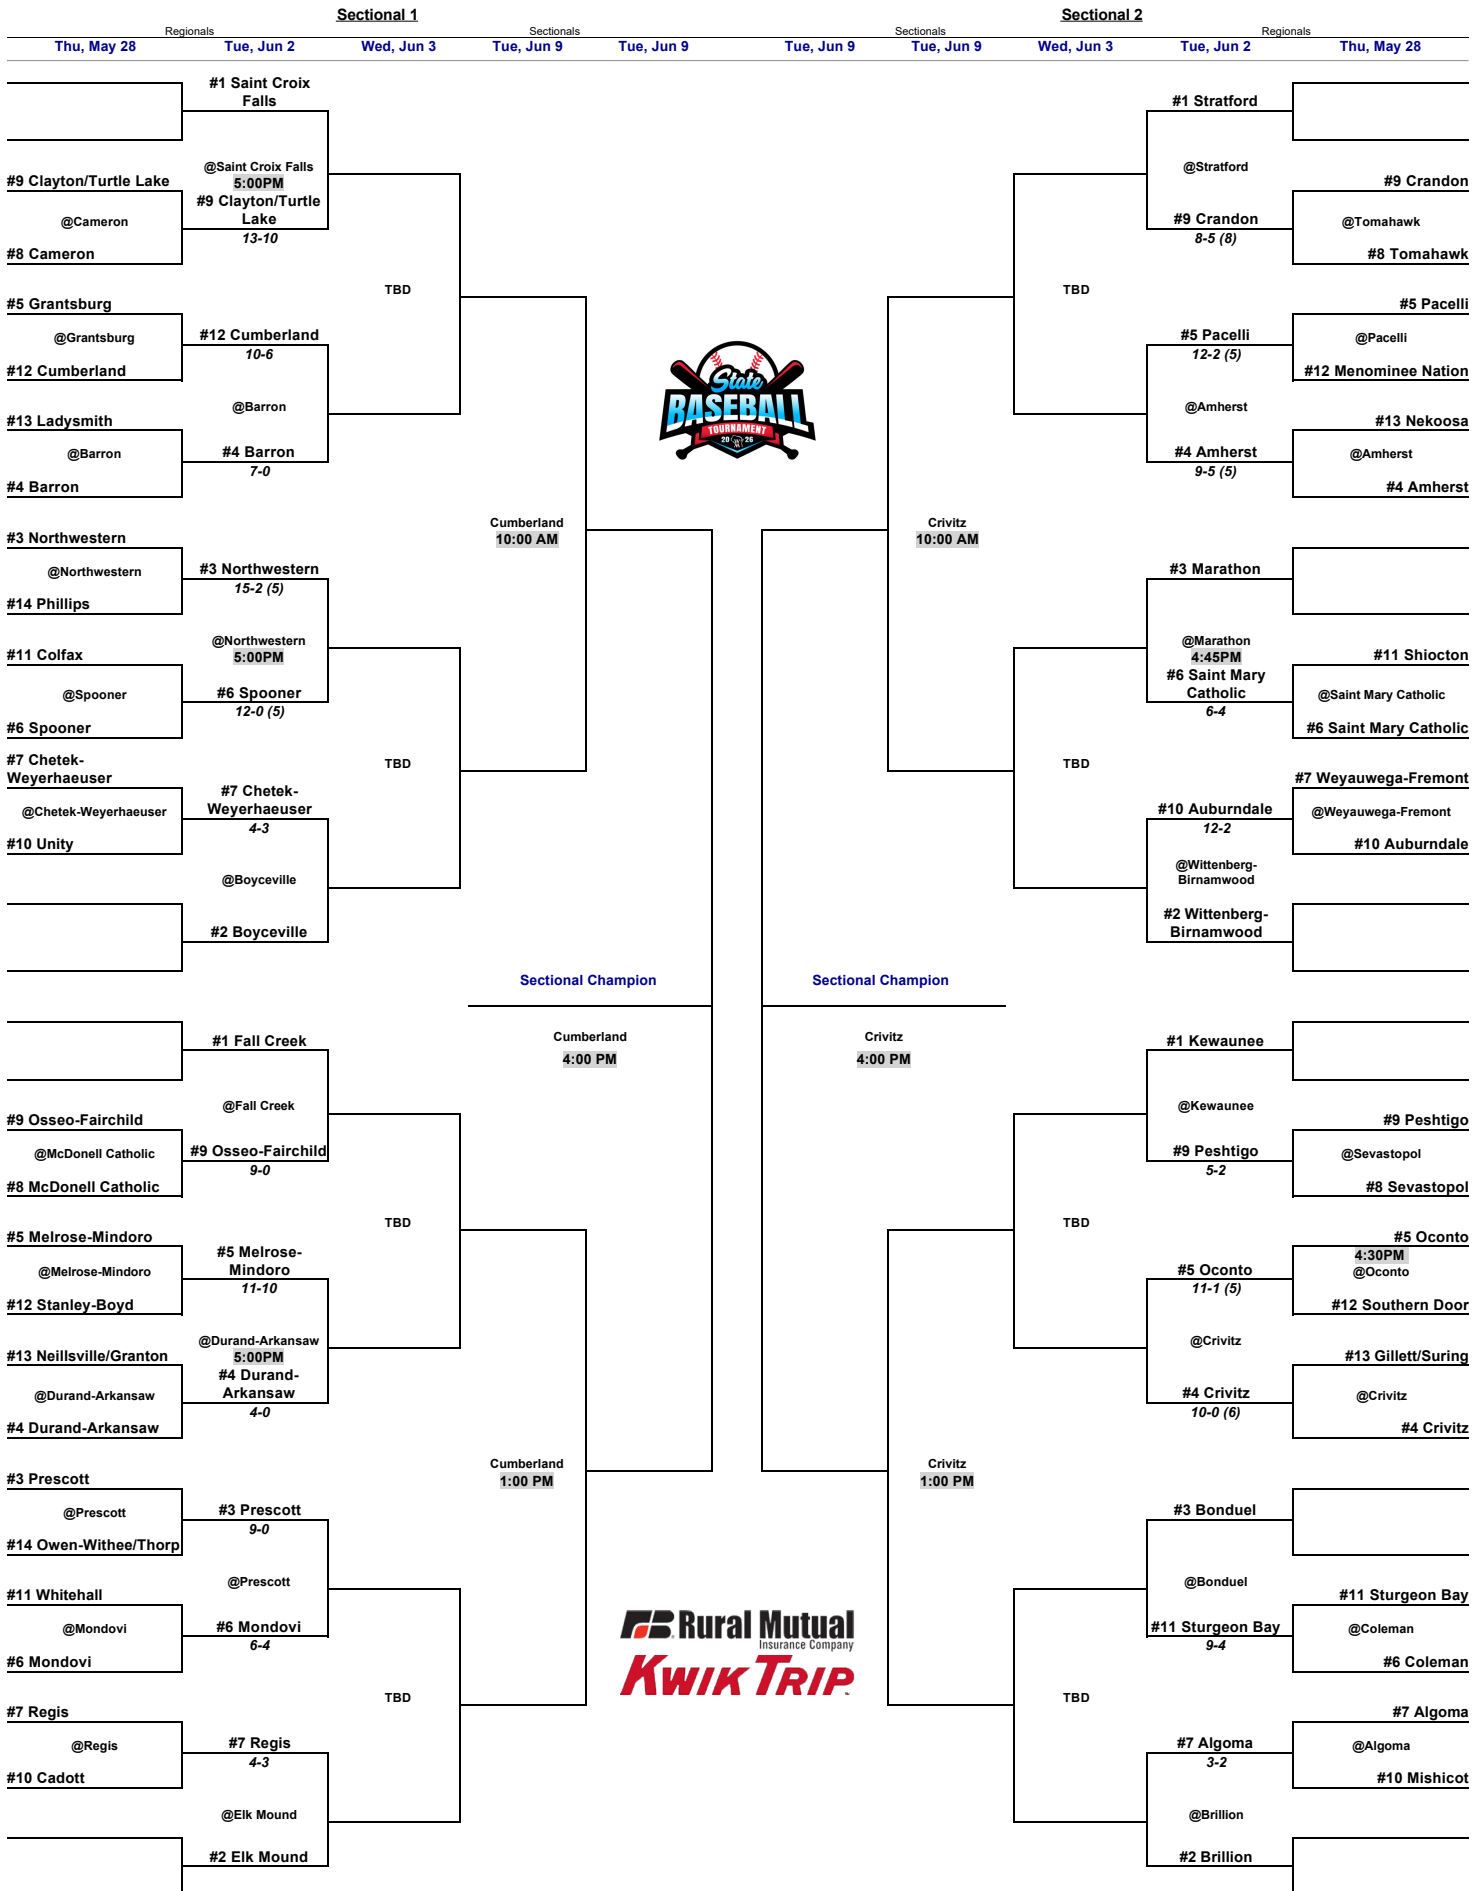 Sectional 1
Sectional 2
Regionals
Sectionals
Sectionals
Regionals
Thu, May 28
Tue, Jun 2
Wed, Jun 3
Tue, Jun 9
Tue, Jun 9
Tue, Jun 9
Tue, Jun 9
Wed, Jun 3
Tue, Jun 2
Thu, May 28
#1 Saint Croix
Falls
@Saint Croix Falls
5:00PM
#9 Clayton/Turtle Lake
@Cameron
#8 Cameron
#9 Clayton/Turtle
Lake
13-10
TBD
#5 Grantsburg
@Grantsburg
#12 Cumberland
#12 Cumberland
10-6
@Barron
#13 Ladysmith
@Barron
#4 Barron
#4 Barron
7-0
Cumberland
10:00 AM
#3 Northwestern
@Northwestern
#14 Phillips
#3 Northwestern
15-2 (5)
@Northwestern
5:00PM
#11 Colfax
@Spooner
#6 Spooner
#6 Spooner
12-0 (5)
TBD
#7 Chetek-
Weyerhaeuser
@Chetek-Weyerhaeuser
#10 Unity
#7 Chetek-
Weyerhaeuser
4-3
@Boyceville
#2 Boyceville
Sectional Champion
Cumberland
4:00 PM
#1 Fall Creek
@Fall Creek
#9 Osseo-Fairchild
@McDonell Catholic
#8 McDonell Catholic
#9 Osseo-Fairchild
9-0
TBD
#5 Melrose-Mindoro
@Melrose-Mindoro
#12 Stanley-Boyd
#5 Melrose-
Mindoro
11-10
@Durand-Arkansaw
5:00PM
#13 Neillsville/Granton
@Durand-Arkansaw
#4 Durand-Arkansaw
#4 Durand-
Arkansaw
4-0
Cumberland
1:00 PM
#3 Prescott
@Prescott
#14 Owen-Withee/Thorp
#3 Prescott
9-0
@Prescott
#11 Whitehall
@Mondovi
#6 Mondovi
#6 Mondovi
6-4
TBD
#7 Regis
@Regis
#10 Cadott
#7 Regis
4-3
@Elk Mound
#2 Elk Mound
State
BASEBALL
TOURNAMENT
20 26
#1 Stratford
@Stratford
#9 Crandon
8-5 (8)
#9 Crandon
@Tomahawk
#8 Tomahawk
TBD
#5 Pacelli
12-2 (5)
#5 Pacelli
@Pacelli
#12 Menominee Nation
@Amherst
#4 Amherst
9-5 (5)
#13 Nekoosa
@Amherst
#4 Amherst
Crivitz
10:00 AM
#3 Marathon
@Marathon
4:45PM
#6 Saint Mary
Catholic
6-4
#11 Shiocton
@Saint Mary Catholic
#6 Saint Mary Catholic
TBD
#10 Auburndale
12-2
#7 Weyauwega-Fremont
@Weyauwega-Fremont
#10 Auburndale
@Wittenberg-
Birnamwood
#2 Wittenberg-
Birnamwood
Sectional Champion
Crivitz
4:00 PM
#1 Kewaunee
@Kewaunee
#9 Peshtigo
5-2
#9 Peshtigo
@Sevastopol
#8 Sevastopol
TBD
#5 Oconto
11-1 (5)
#5 Oconto
4:30PM
@Oconto
#12 Southern Door
@Crivitz
#4 Crivitz
10-0 (6)
#13 Gillett/Suring
@Crivitz
#4 Crivitz
Crivitz
1:00 PM
#3 Bonduel
@Bonduel
#11 Sturgeon Bay
9-4
#11 Sturgeon Bay
@Coleman
#6 Coleman
TBD
#7 Algoma
3-2
#7 Algoma
@Algoma
#10 Mishicot
@Brillion
#2 Brillion
Rural Mutual
Insurance Company
KWIK TRIP